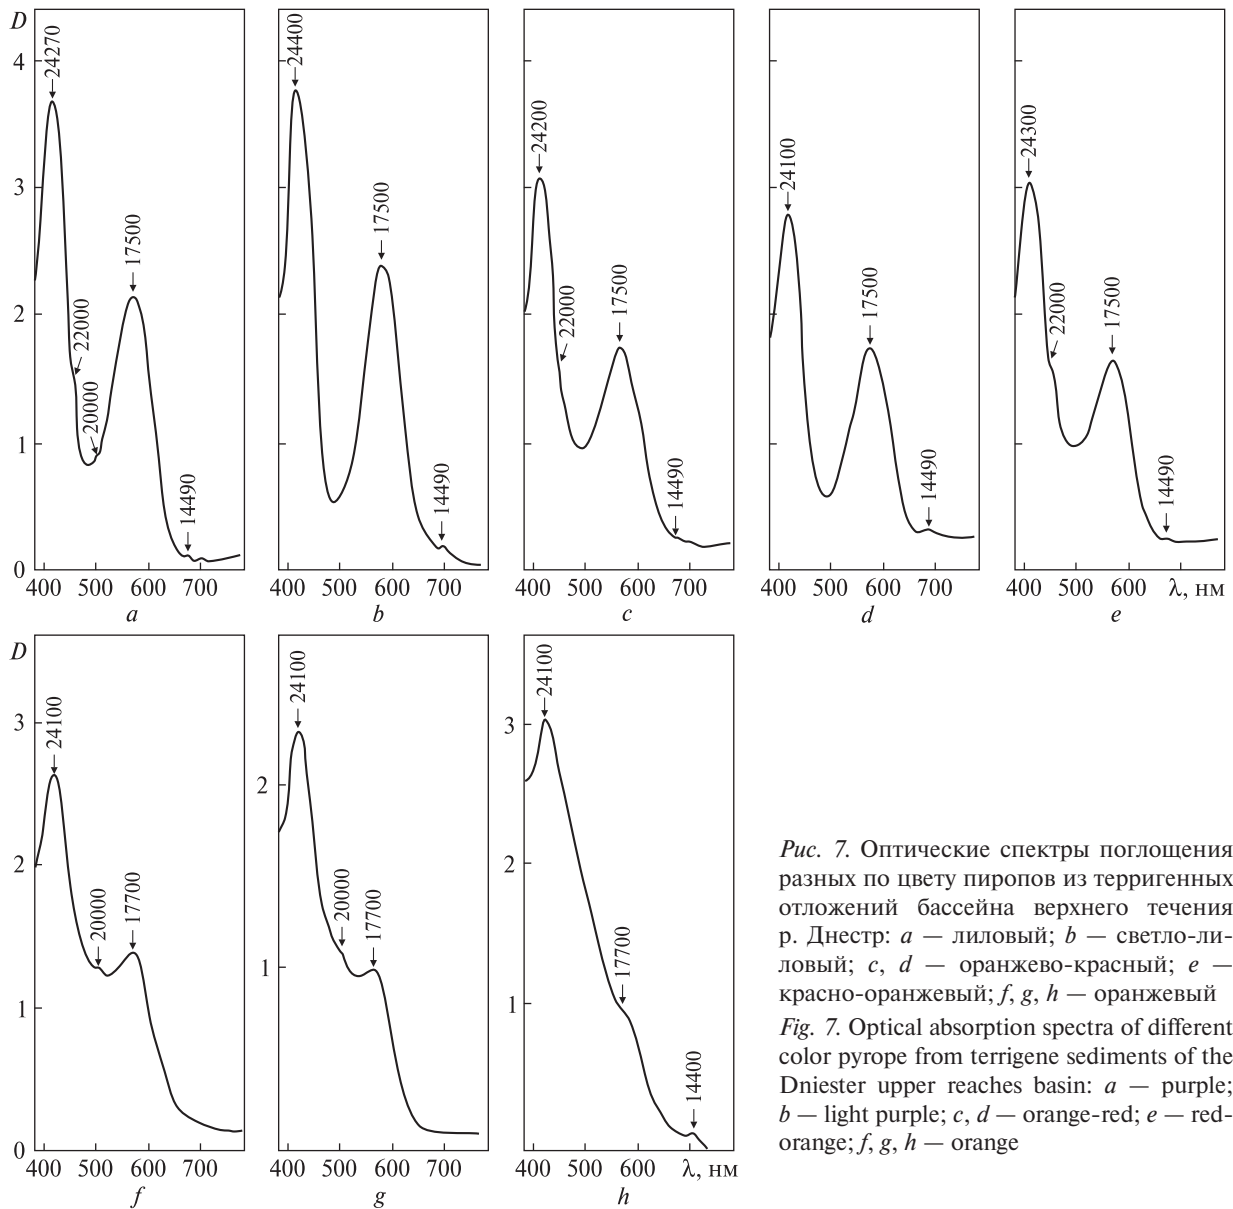 D
4
3
2
1
0
24270
22000
20000
17500
14490
400 500 600 700
a
24400
17500
14490
400 500 600 700
b
24200
22000
17500
14490
400 500 600 700
c
24100
17500
14490
400 500 600 700
d
24300
22000
17500
14490
400 500 600 λ, нм
e
D
3
2
1
0
24100
20000
17700
400 500 600 700
f
2
1
24100
20000
17700
400 500 600 700
g
3
2
1
24100
17700
14400
400 500 600 λ, нм
h
Рис. 7. Оптические спектры поглощения
разных по цвету пиропов из терригенных
отложений бассейна верхнего течения
р. Днестр: a — лиловый; b — светло-ли-
ловый; c, d — оранжево-красный; e —
красно-оранжевый; f, g, h — оранжевый
Fig. 7. Optical absorption spectra of different
color pyrope from terrigene sediments of the
Dniester upper reaches basin: a — purple;
b — light purple; c, d — orange-red; e — red-
orange; f, g, h — orange